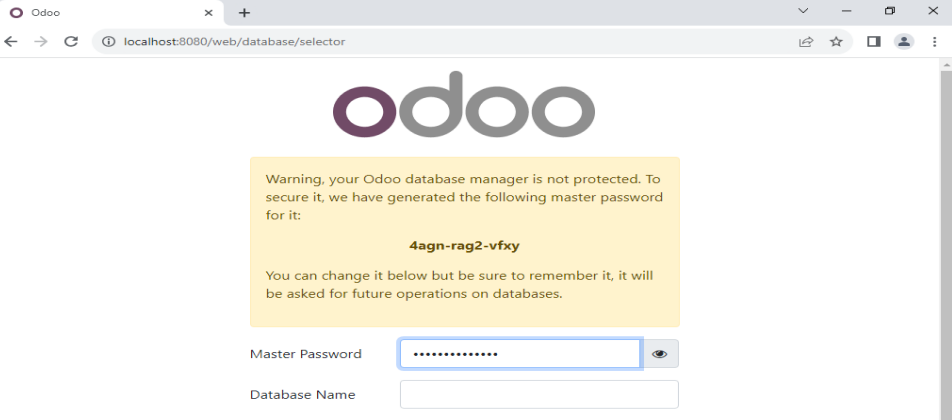 Odoo
localhost:8080/web/database/selector
odoo
Warning, your Odoo database manager is not protected. To
secure it, we have generated the following master password
for it:
4agn-rag2-vfxy
You can change it below but be sure to remember it, it will
be asked for future operations on databases.
Master Password ••••••••••••••
Database Name